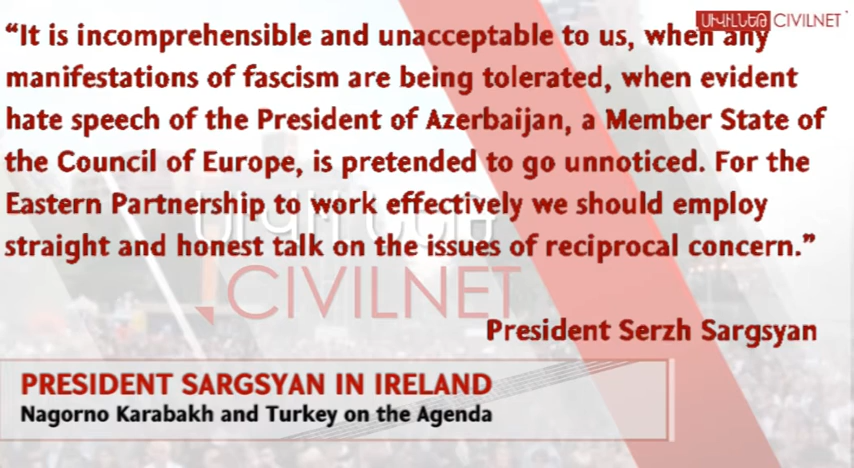 ՍԻՎԻԼՆԵԹ CIVILNET
“It is incomprehensible and unacceptable to us, when any
manifestations of fascism are being tolerated, when evident
hate speech of the President of Azerbaijan, a Member State of
the Council of Europe, is pretended to go unnoticed. For the
Eastern Partnership to work effectively we should employ
straight and honest talk on the issues of reciprocal concern.”
ՍԻՎԻԼՆԵԹ
CIVILNET
President Serzh Sargsyan
PRESIDENT SARGSYAN IN IRELAND
Nagorno Karabakh and Turkey on the Agenda